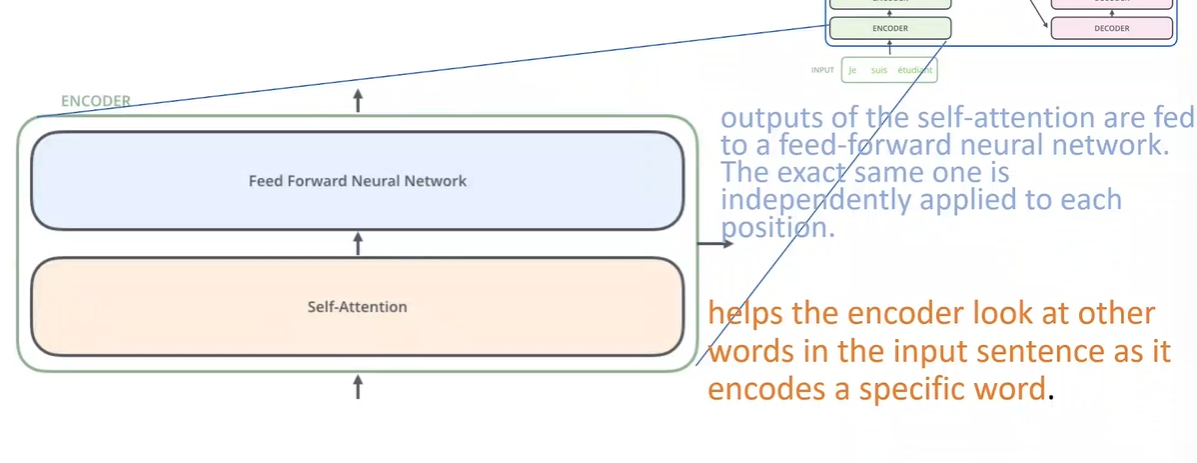 ENCODER
DECODER
INPUT Je suis étudiant
ENCODER
Feed Forward Neural Network
Self-Attention
outputs of the self-attention are fed
to a feed-forward neural network.
The exact same one is
independently applied to each
position.
helps the encoder look at other
words in the input sentence as it
encodes a specific word.